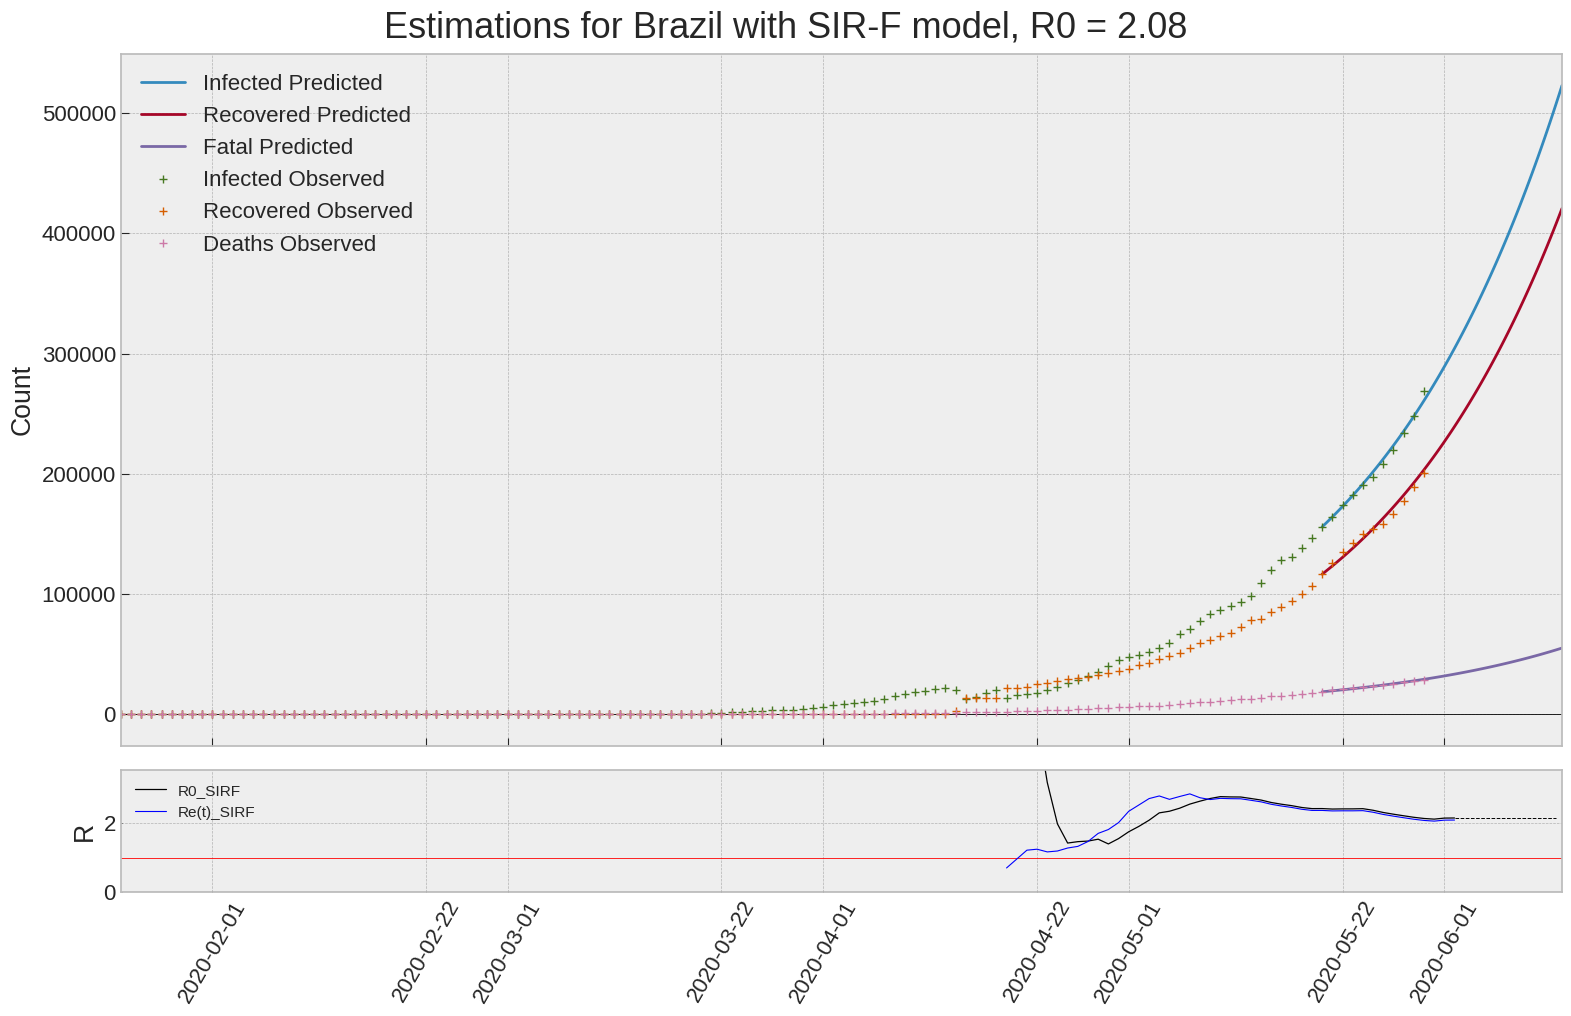 Estimations for Brazil with SIR-F model, R0 = 2.08
Infected Predicted
Recovered Predicted
Fatal Predicted
Infected Observed
Recovered Observed
Deaths Observed
500000
400000
300000
200000
100000
0
Count
R0_SIRF
Re(t)_SIRF
2
0
R
2020-02-01
2020-02-22
2020-03-01
2020-03-22
2020-04-01
2020-04-22
2020-05-01
2020-05-22
2020-06-01